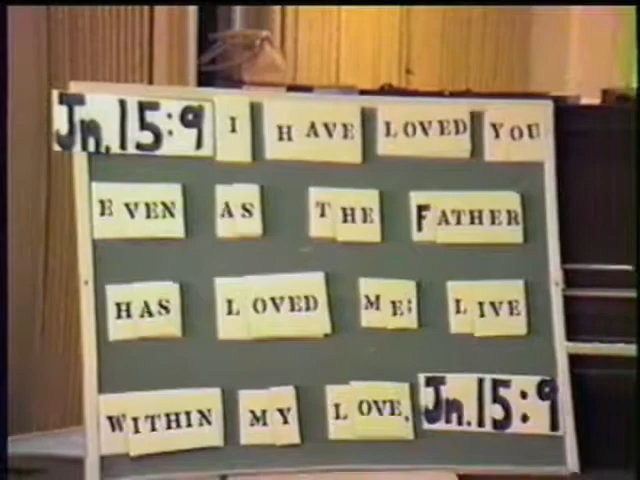 Jn. 15:9 I HAVE LOVED YOU
EVEN AS THE FATHER
HAS LOVED ME; LIVE
WITHIN MY LOVE. Jn. 15:9